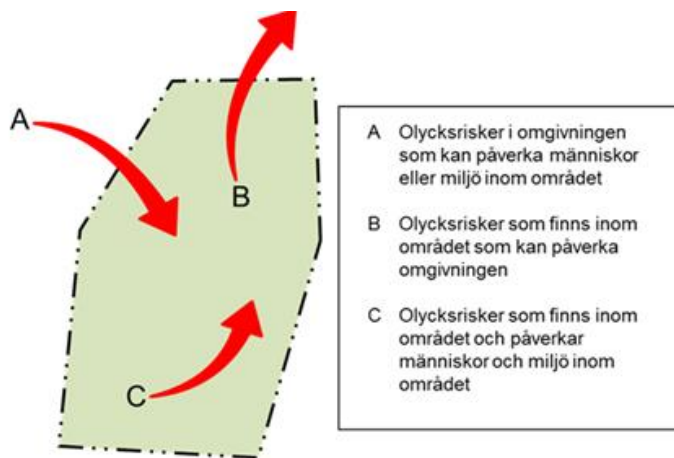 A
B
C
A Olycksrisker i omgivningen
som kan påverka människor
eller miljö inom området
B Olycksrisker som finns inom
området som kan påverka
omgivningen
C Olycksrisker som finns inom
området och påverkar
människor och miljö inom
området